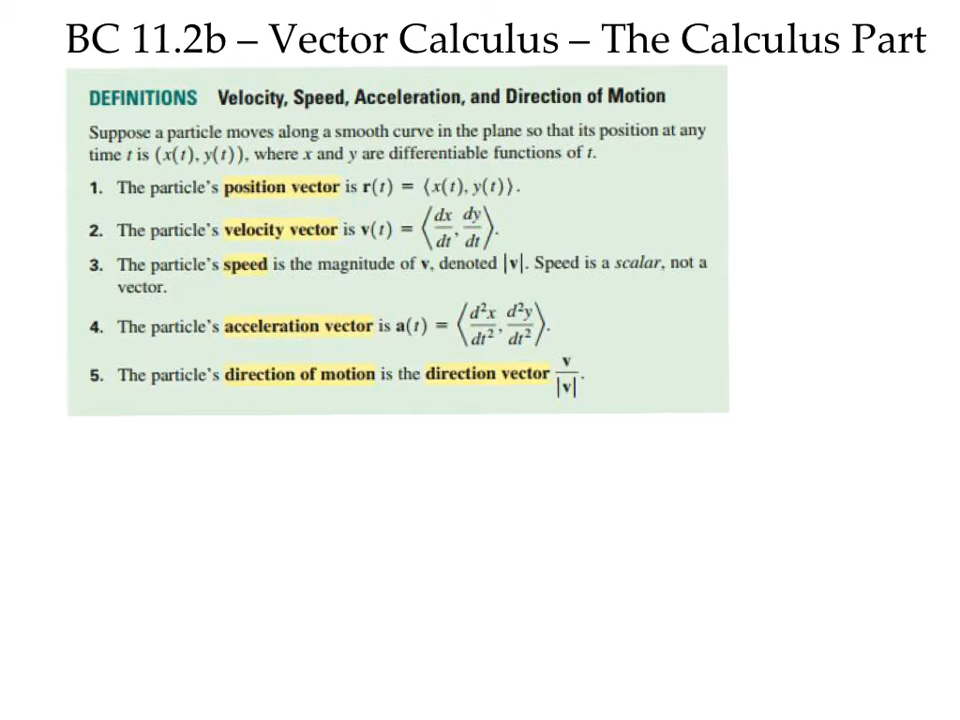 BC 11.2b – Vector Calculus – The Calculus Part
DEFINITIONS Velocity, Speed, Acceleration, and Direction of Motion
Suppose a particle moves along a smooth curve in the plane so that its position at any
time t is (x(t), y(t)), where x and y are differentiable functions of t.
1. The particle's position vector is r(t) = ⟨x(t), y(t)⟩.
2. The particle's velocity vector is v(t) = ⟨dx/dt, dy/dt⟩.
3. The particle's speed is the magnitude of v, denoted |v|. Speed is a scalar, not a
vector.
4. The particle's acceleration vector is a(t) = ⟨d²x/dt², d²y/dt²⟩.
5. The particle's direction of motion is the direction vector v/|v|.